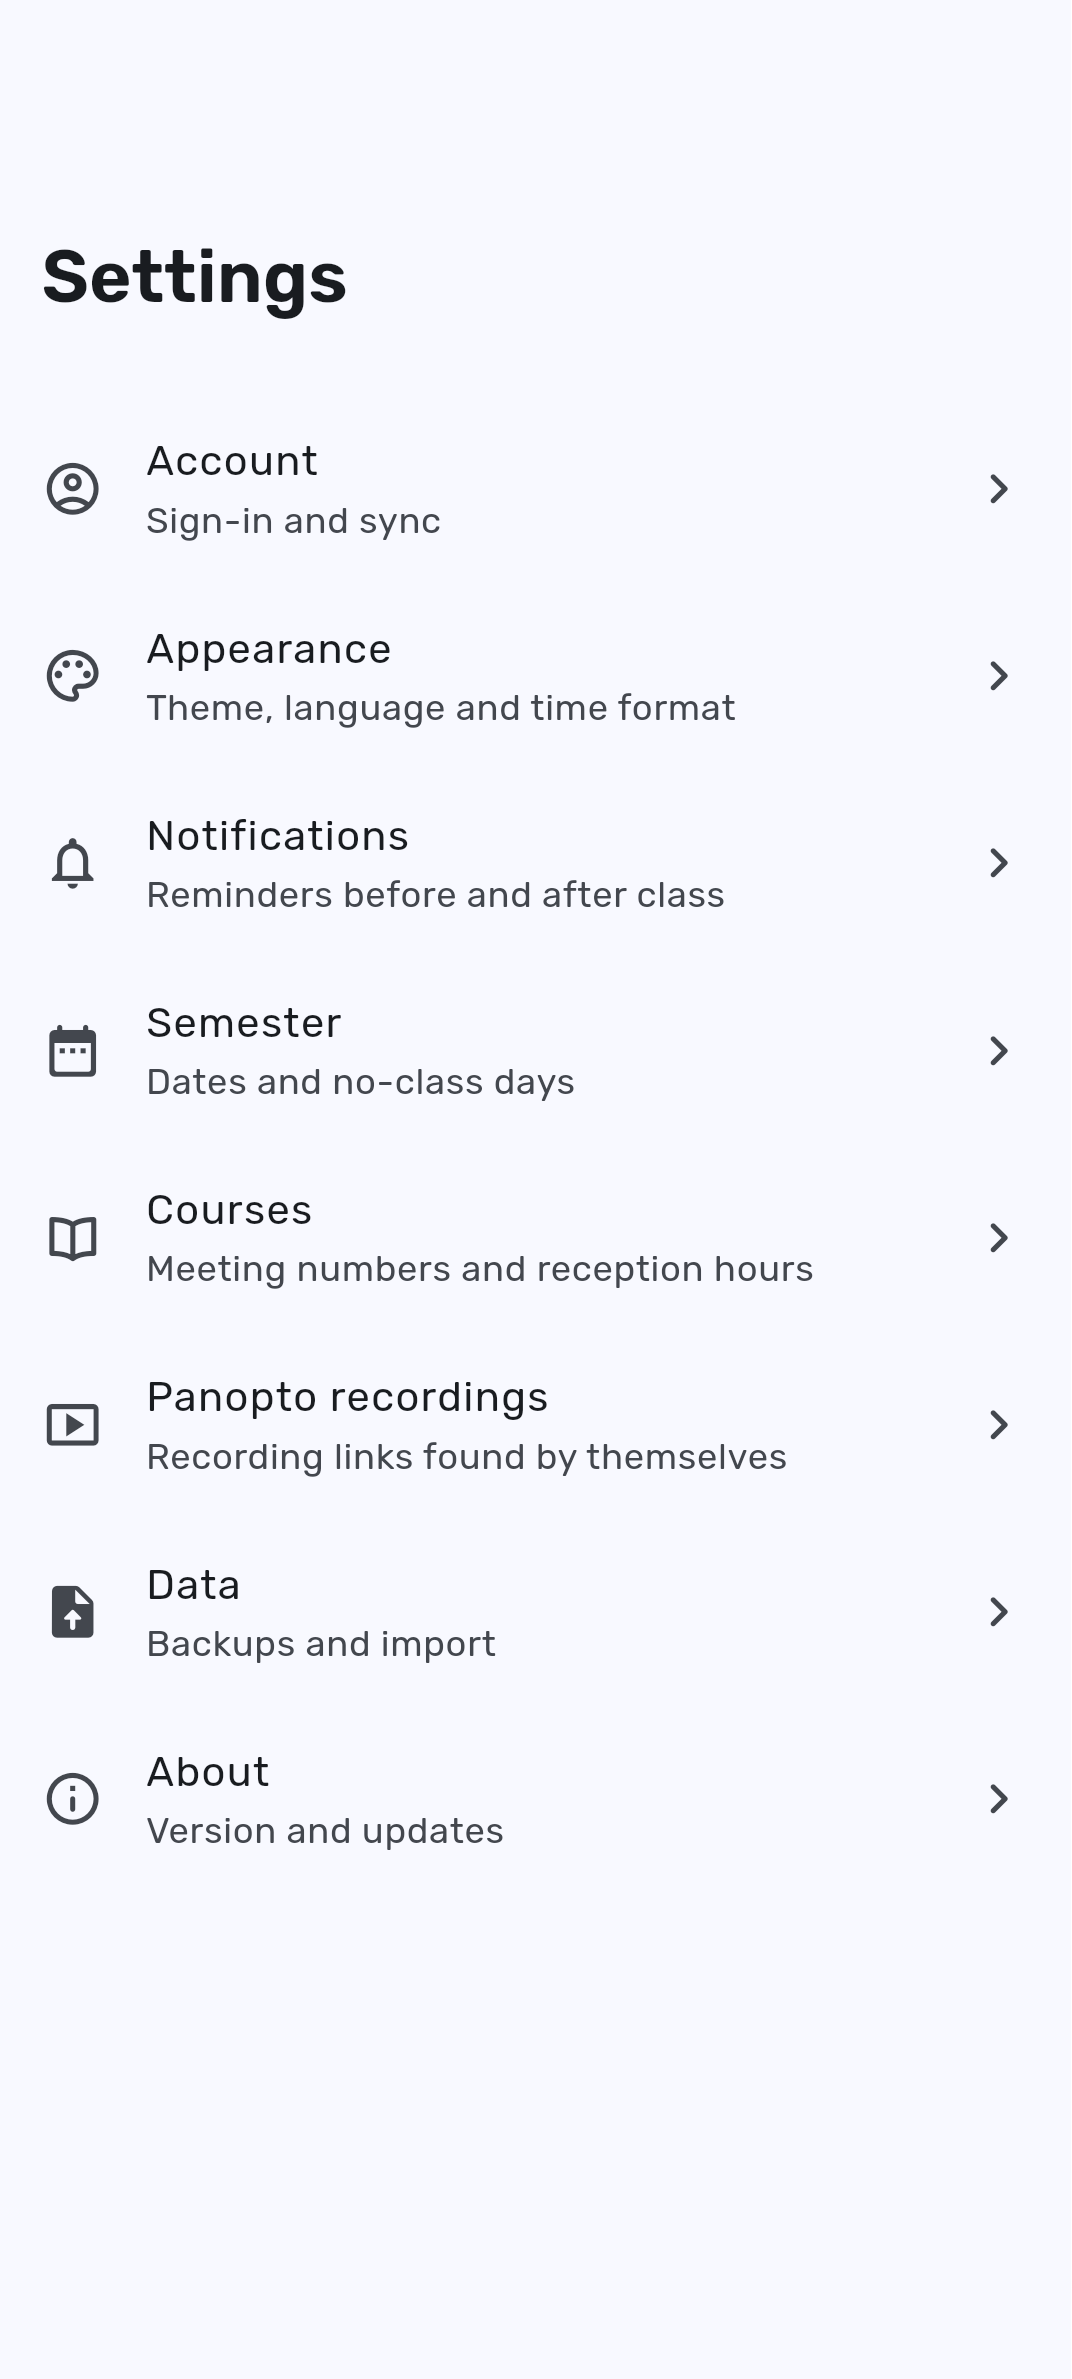 Settings
Account
Sign-in and sync
Appearance
Theme, language and time format
Notifications
Reminders before and after class
Semester
Dates and no-class days
Courses
Meeting numbers and reception hours
Panopto recordings
Recording links found by themselves
Data
Backups and import
About
Version and updates